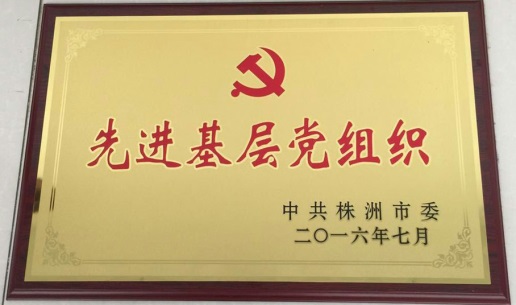 先进基层党组织
中共株洲市委
二〇一六年七月